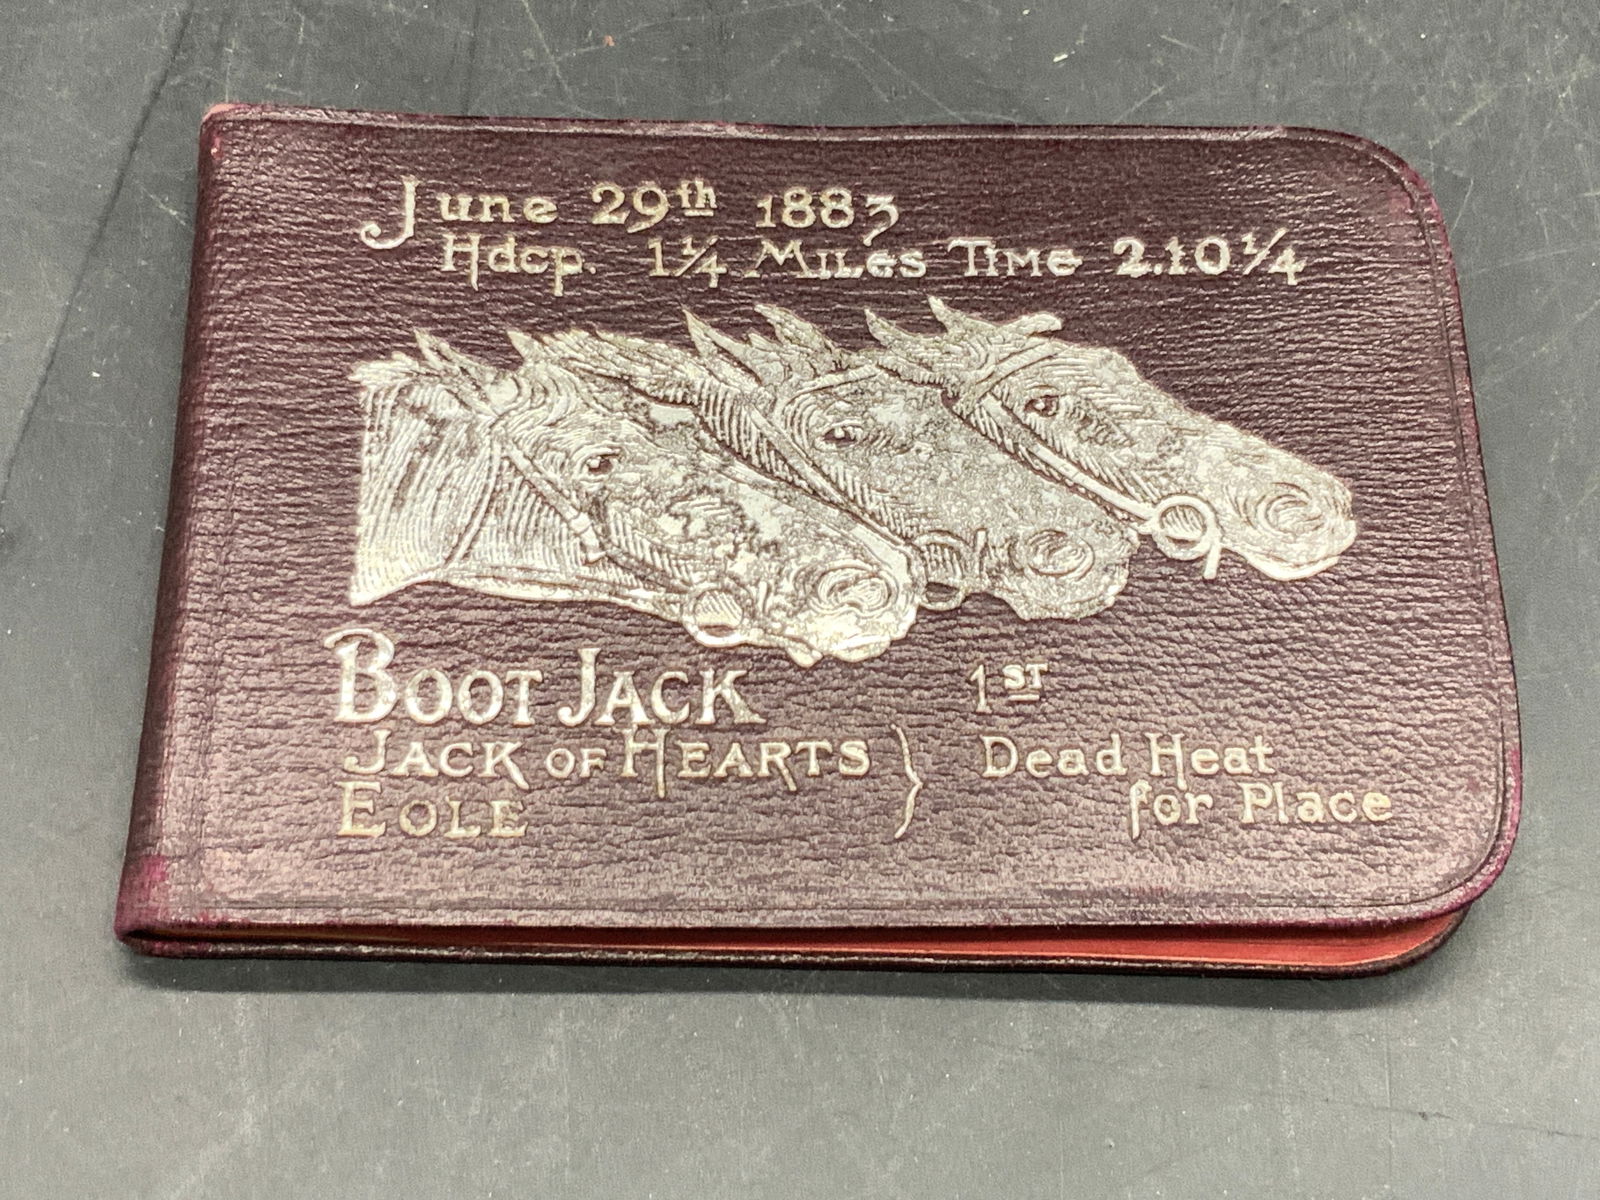 June 29th 1883
Hdcp. 1¼ Miles Time 2.10¼
Boot Jack 1st
Jack of Hearts } Dead Heat
Eole for Place